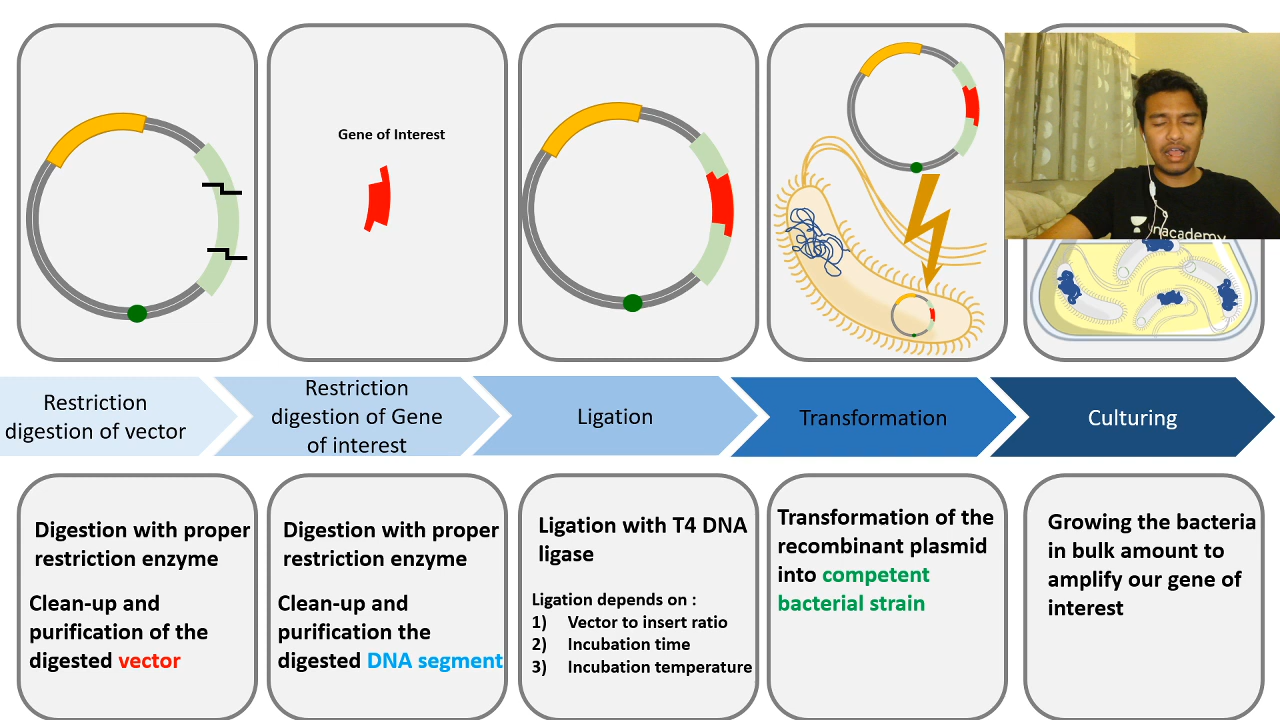 Gene of Interest
unacademy
Restriction
digestion of vector
Restriction
digestion of Gene
of interest
Ligation
Transformation
Culturing
Digestion with proper
restriction enzyme
Clean-up and
purification of the
digested vector
Digestion with proper
restriction enzyme
Clean-up and
purification the
digested DNA segment
Ligation with T4 DNA
ligase
Ligation depends on :
1) Vector to insert ratio
2) Incubation time
3) Incubation temperature
Transformation of the
recombinant plasmid
into competent
bacterial strain
Growing the bacteria
in bulk amount to
amplify our gene of
interest